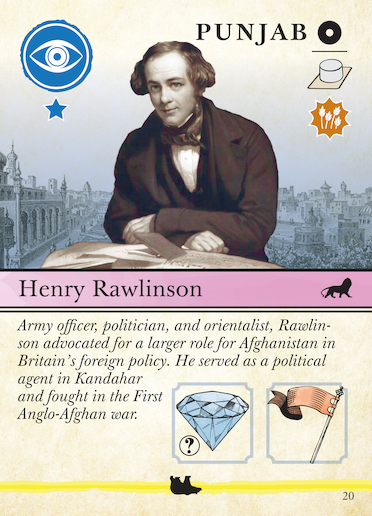 PUNJAB
Henry Rawlinson
Army officer, politician, and orientalist, Rawlin-
son advocated for a larger role for Afghanistan in
Britain's foreign policy. He served as a political
agent in Kandahar
and fought in the First
Anglo-Afghan war.
?
20